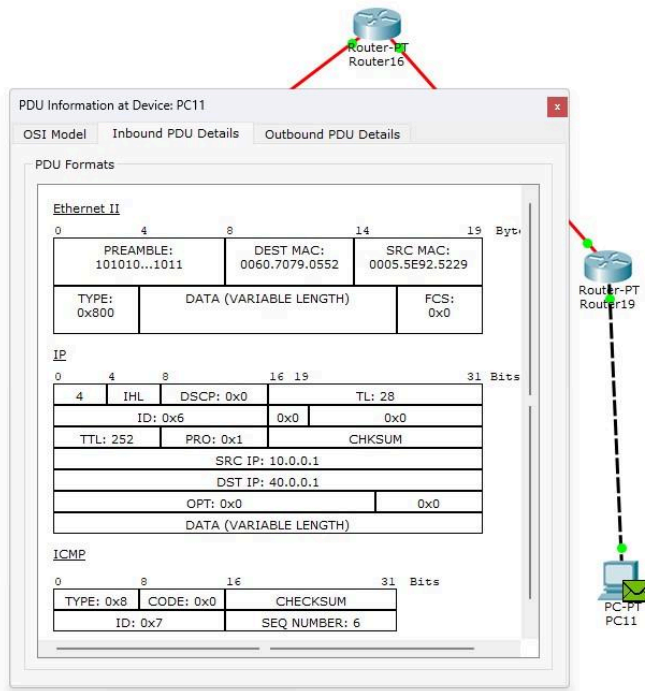 Router-PT
Router16
PDU Information at Device: PC11
x
OSI Model Inbound PDU Details Outbound PDU Details
PDU Formats
Ethernet II
0 4 8 14 19
PREAMBLE: DEST MAC: SRC MAC:
101010...1011 0060.7079.0552 0005.5E92.5229
TYPE: DATA (VARIABLE LENGTH) FCS:
0x800 0x0
IP
0 4 8 16 19 31 Bits
4 IHL DSCP: 0x0 TL: 28
ID: 0x6 0x0 0x0
TTL: 252 PRO: 0x1 CHKSUM
SRC IP: 10.0.0.1
DST IP: 40.0.0.1
OPT: 0x0 0x0
DATA (VARIABLE LENGTH)
ICMP
0 8 16 31 Bits
TYPE: 0x8 CODE: 0x0 CHECKSUM
ID: 0x7 SEQ NUMBER: 6
Router-PT
Router19
PC-PT
PC11